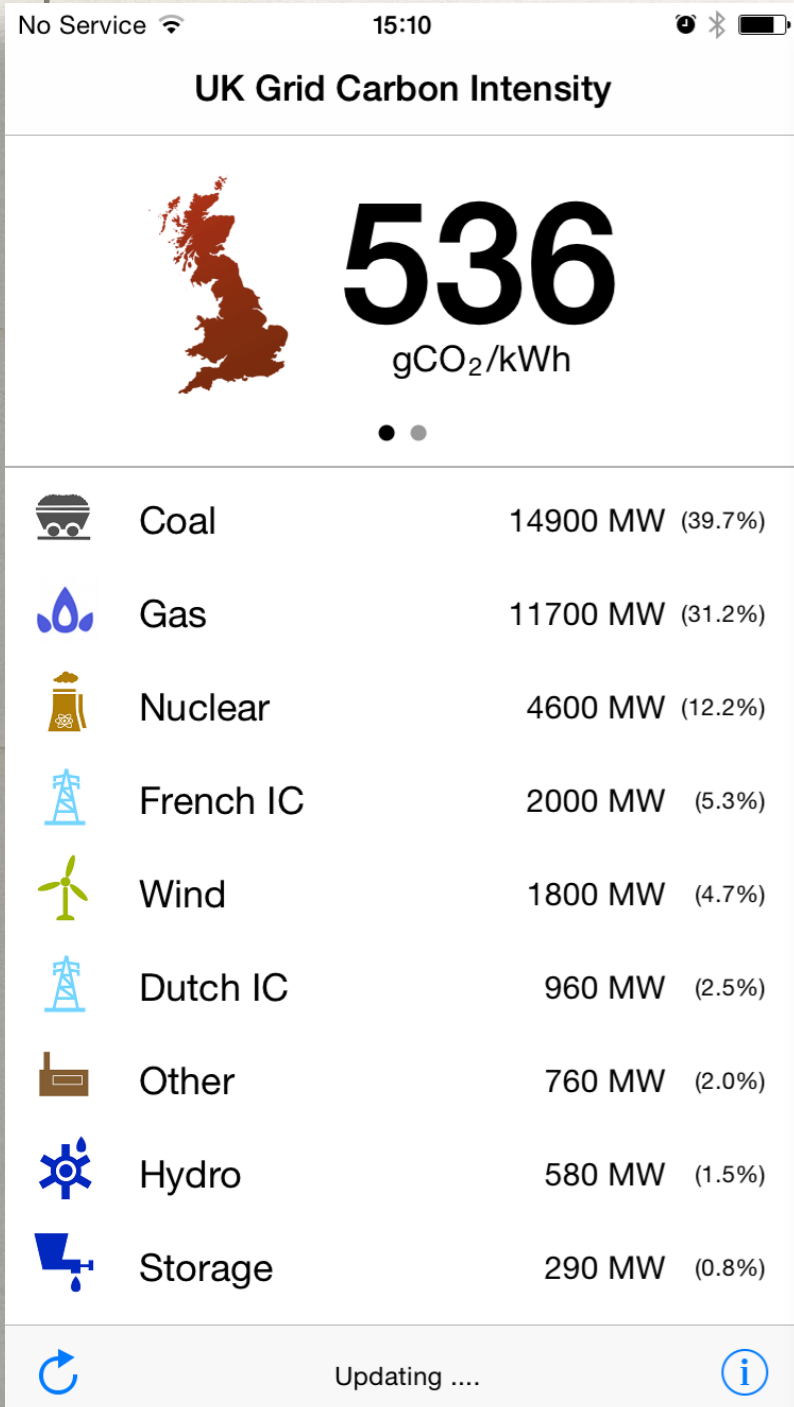 No Service 15:10
UK Grid Carbon Intensity
536
gCO₂/kWh
Coal 14900 MW (39.7%)
Gas 11700 MW (31.2%)
Nuclear 4600 MW (12.2%)
French IC 2000 MW (5.3%)
Wind 1800 MW (4.7%)
Dutch IC 960 MW (2.5%)
Other 760 MW (2.0%)
Hydro 580 MW (1.5%)
Storage 290 MW (0.8%)
Updating ....
i